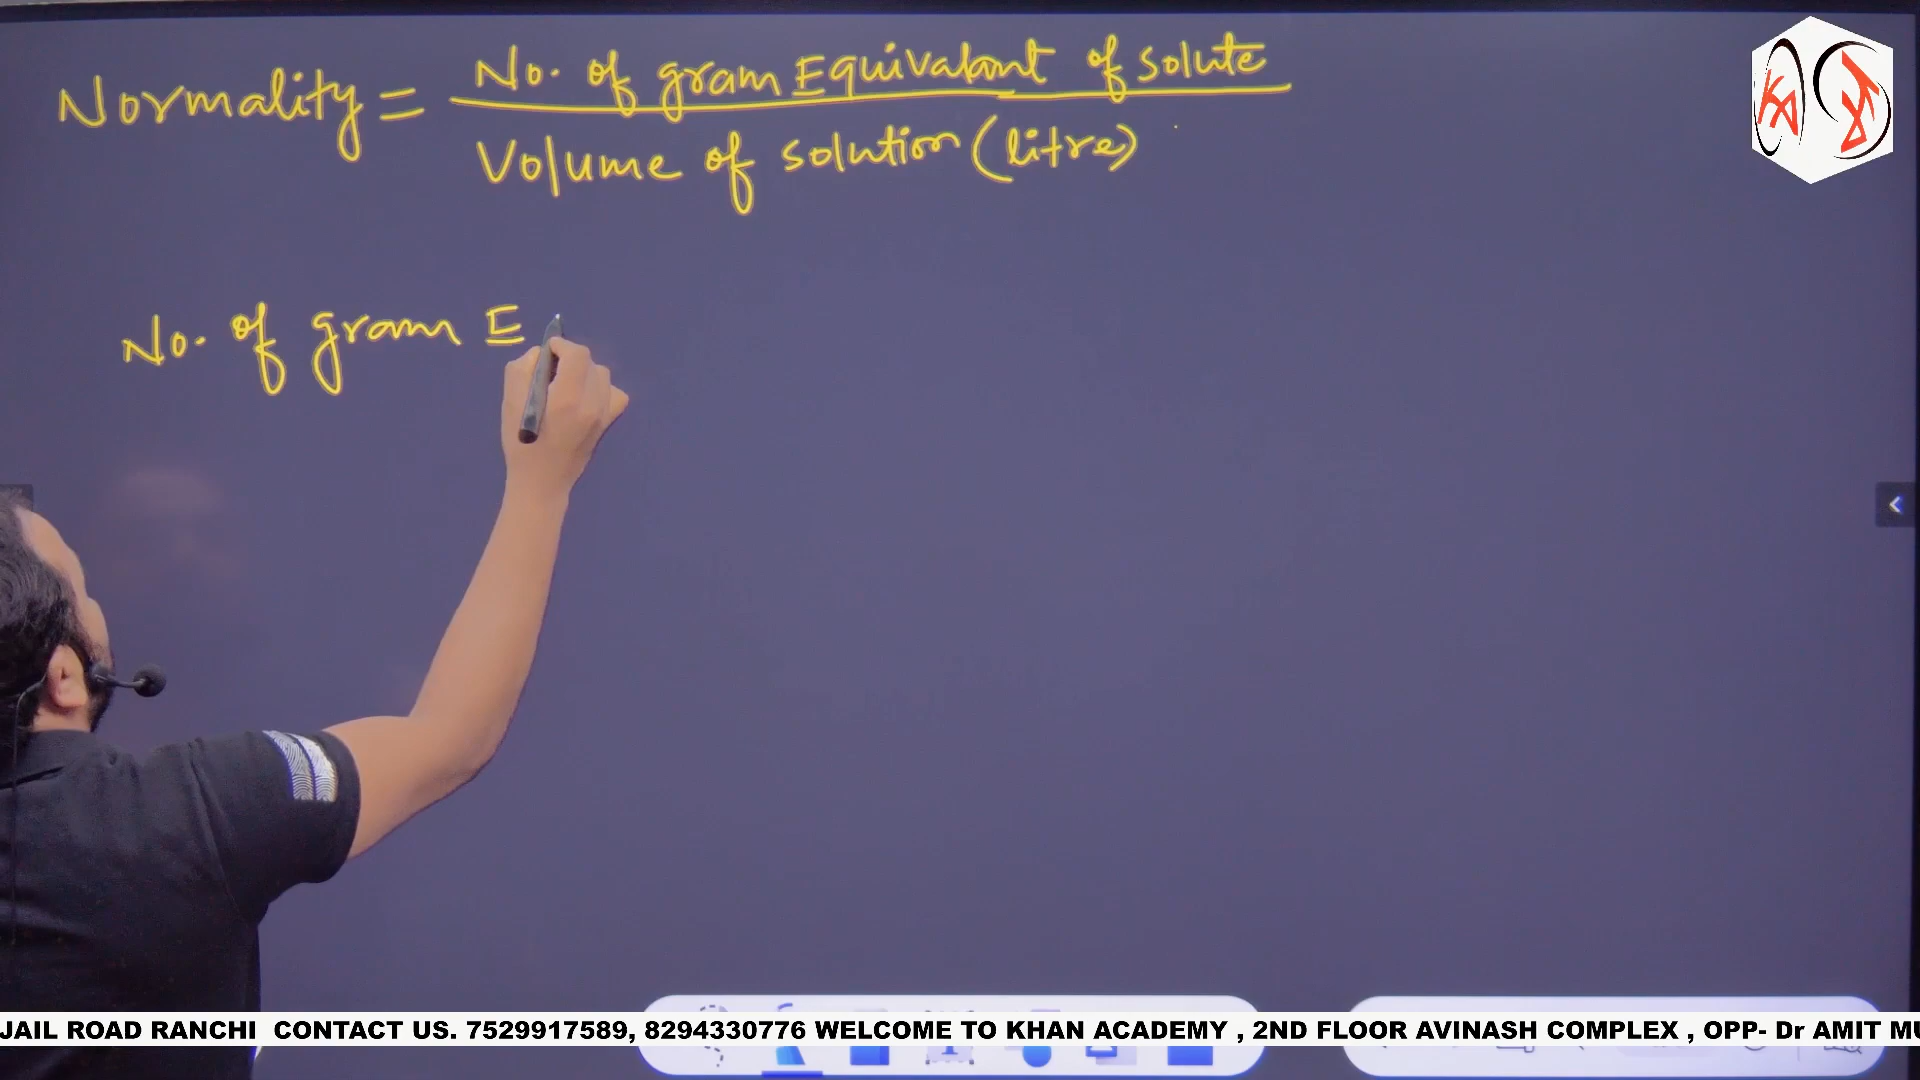 Normality = No. of gram Equivalent of solute
Volume of solution (litre)
No. of gram E
JAIL ROAD RANCHI CONTACT US. 7529917589, 8294330776 WELCOME TO KHAN ACADEMY , 2ND FLOOR AVINASH COMPLEX , OPP- Dr AMIT MU